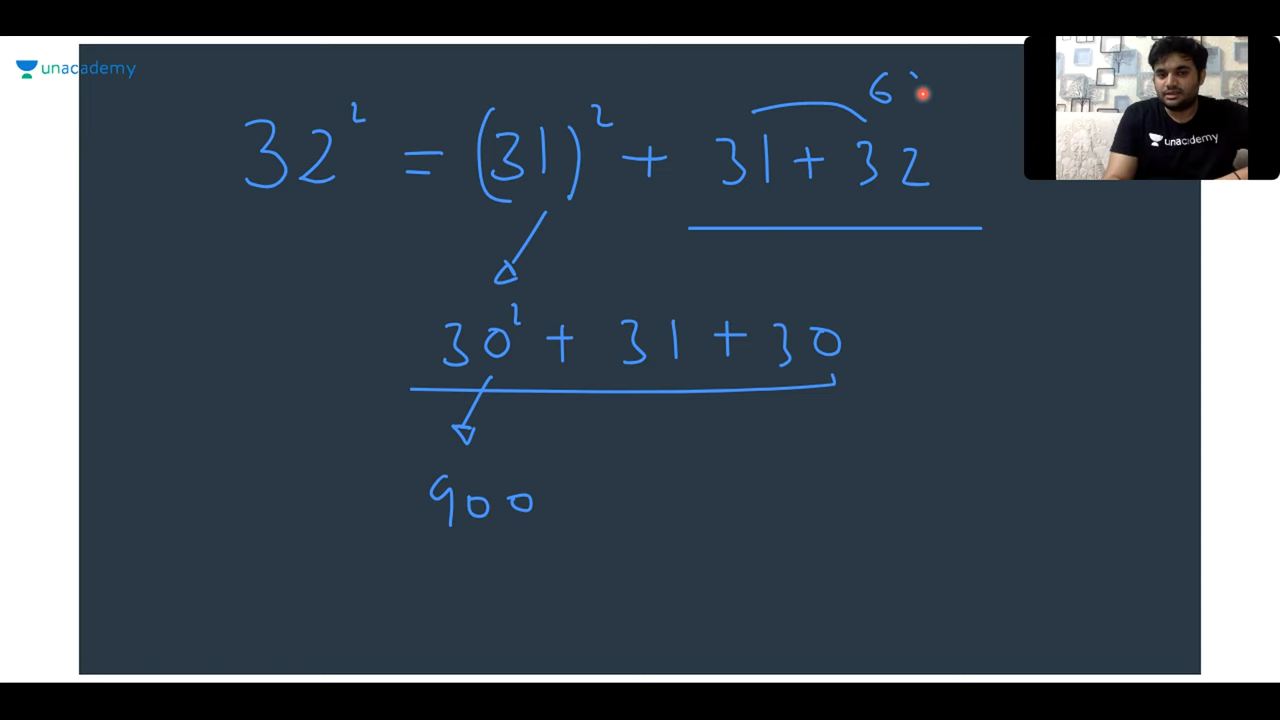 unacademy
6
32² = (31)² + 31 + 32
30² + 31 + 30
900
unacademy